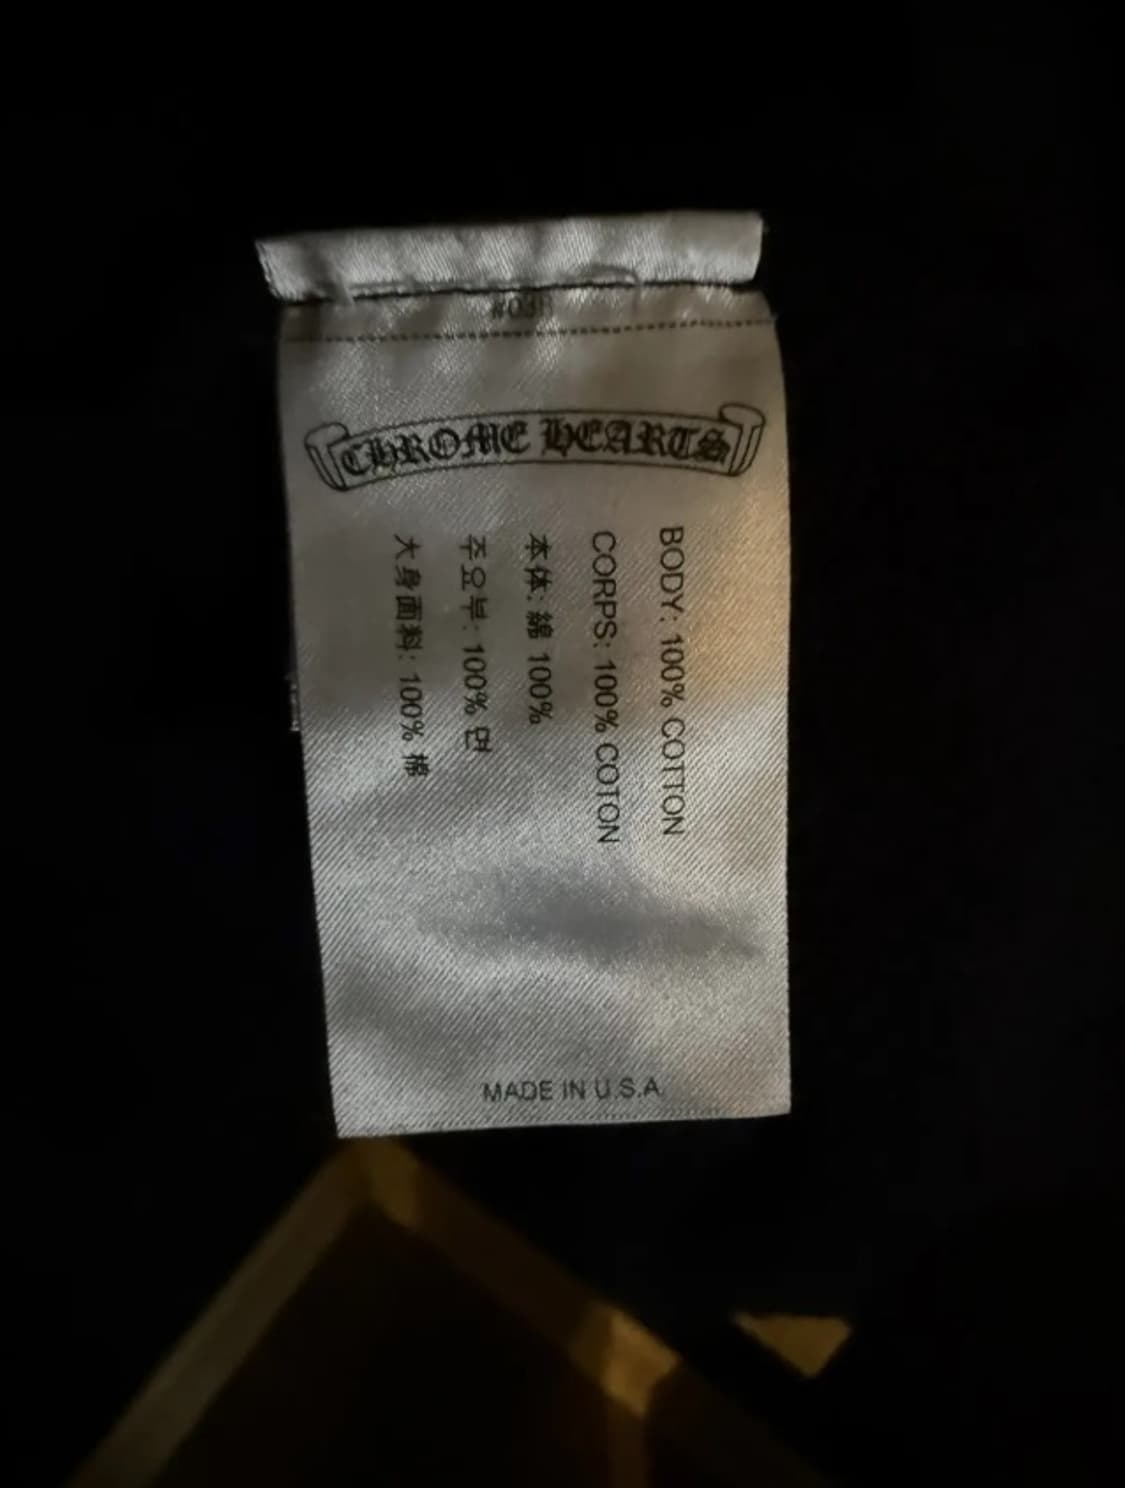 CHROME HEARTS
BODY: 100% COTTON
CORPS: 100% COTON
本体: 綿 100%
주요부: 100% 면
大身面料: 100% 棉
MADE IN U.S.A.